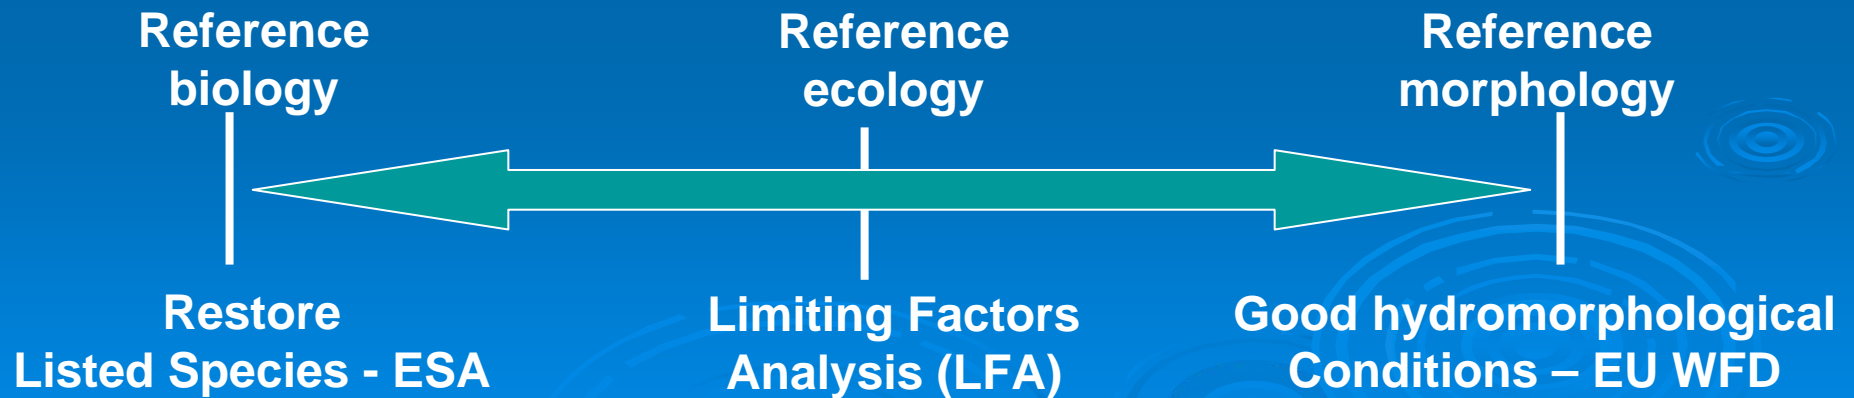 Reference
biology
Reference
ecology
Reference
morphology
Restore
Listed Species - ESA
Limiting Factors
Analysis (LFA)
Good hydromorphological
Conditions – EU WFD